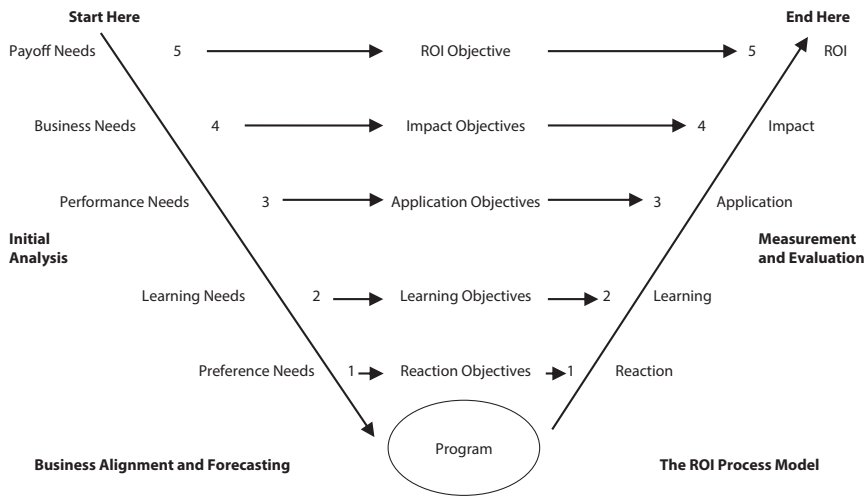 Start Here
End Here
Payoff Needs 5 ROI Objective 5 ROI
Business Needs 4 Impact Objectives 4 Impact
Performance Needs 3 Application Objectives 3 Application
Initial
Analysis
Measurement
and Evaluation
Learning Needs 2 Learning Objectives 2 Learning
Preference Needs 1 Reaction Objectives 1 Reaction
Program
Business Alignment and Forecasting
The ROI Process Model